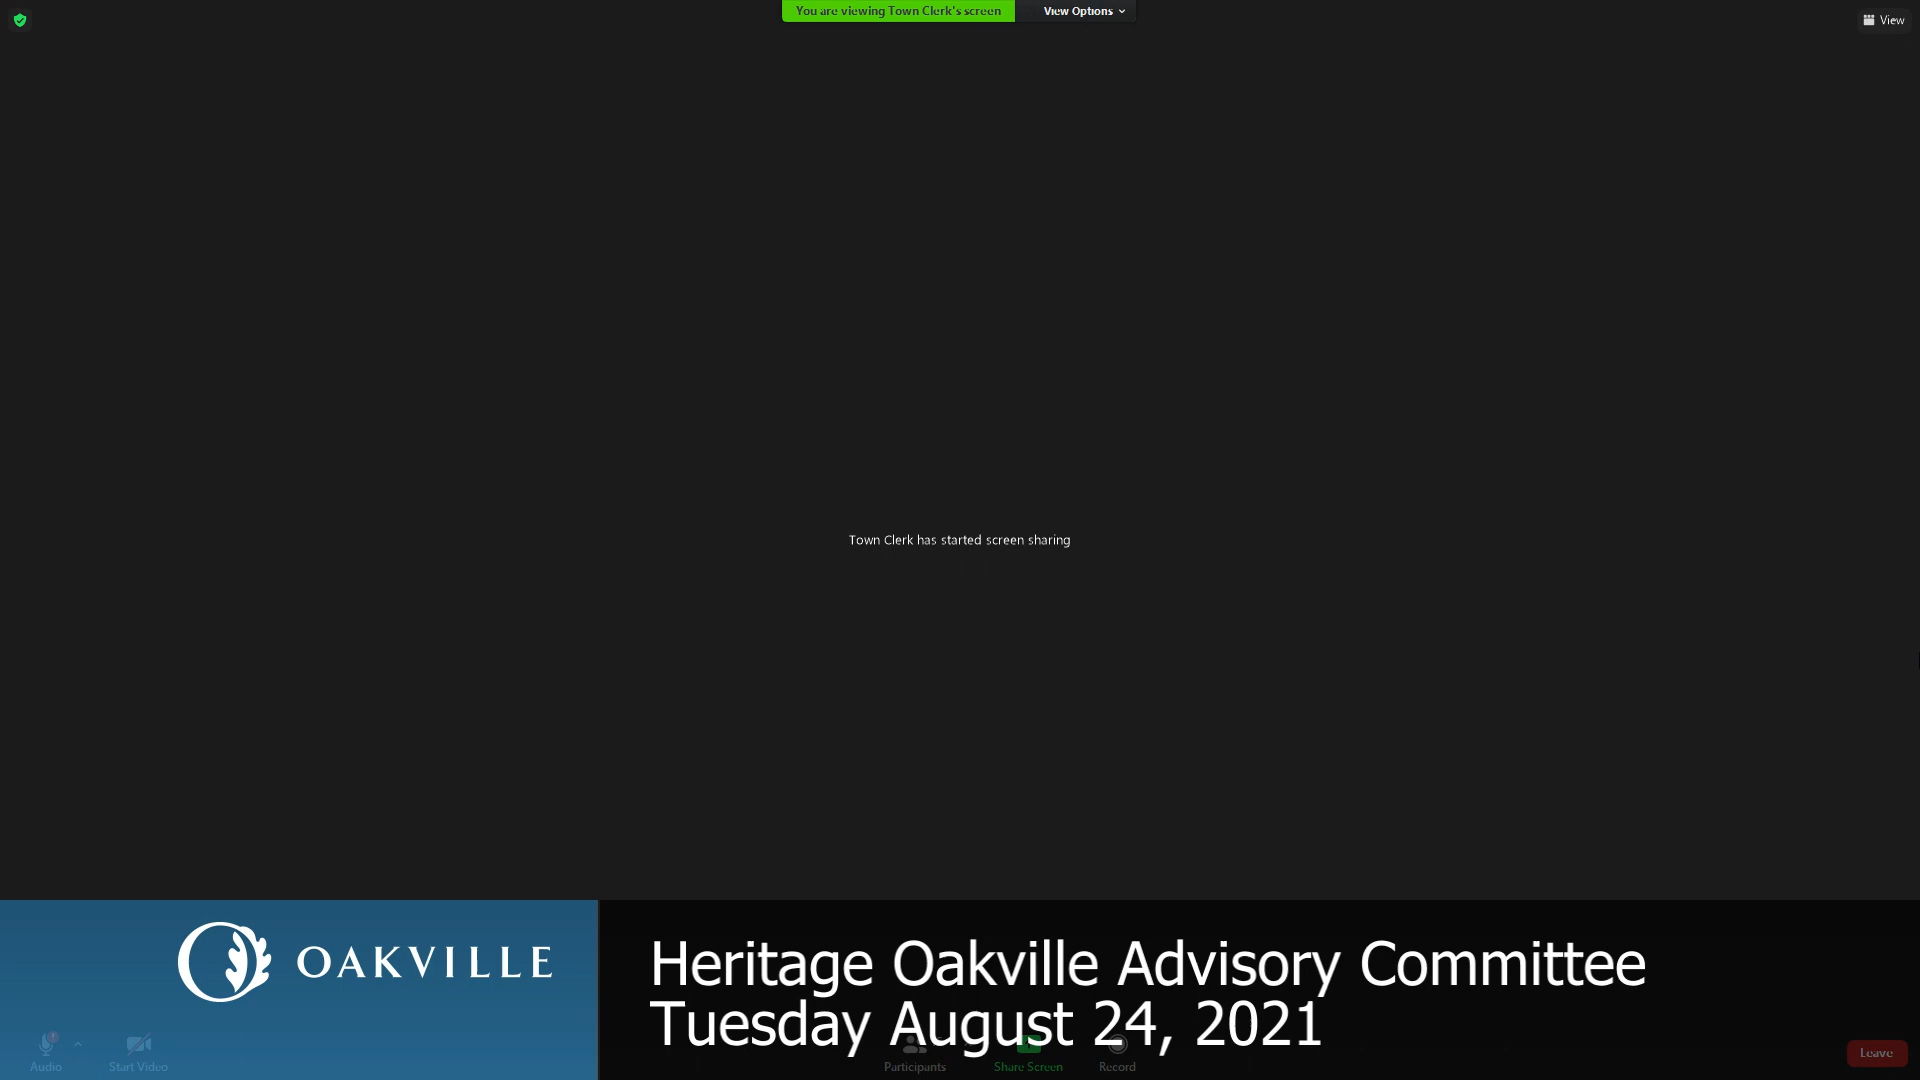 You are viewing Town Clerk's screen
View Options
View
Town Clerk has started screen sharing
OAKVILLE
Heritage Oakville Advisory Committee
Tuesday August 24, 2021
Audio
Start Video
Participants
Share Screen
Record
Leave